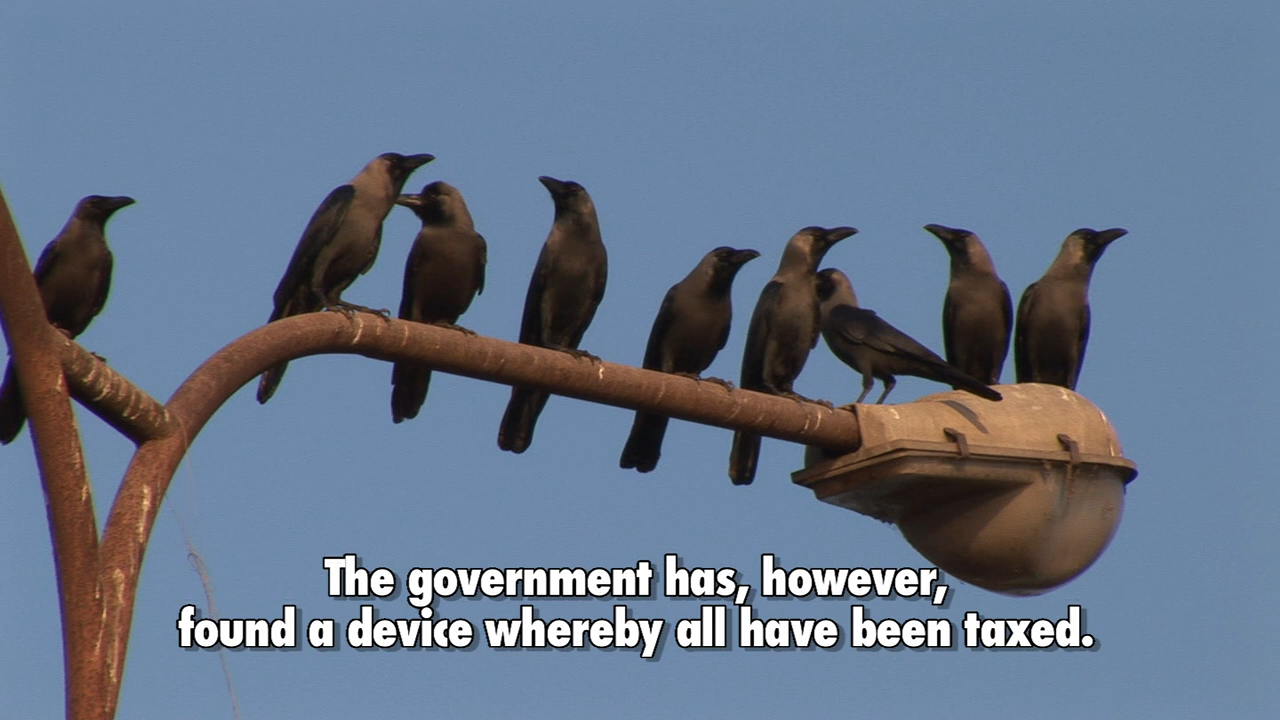 The government has, however,
found a device whereby all have been taxed.